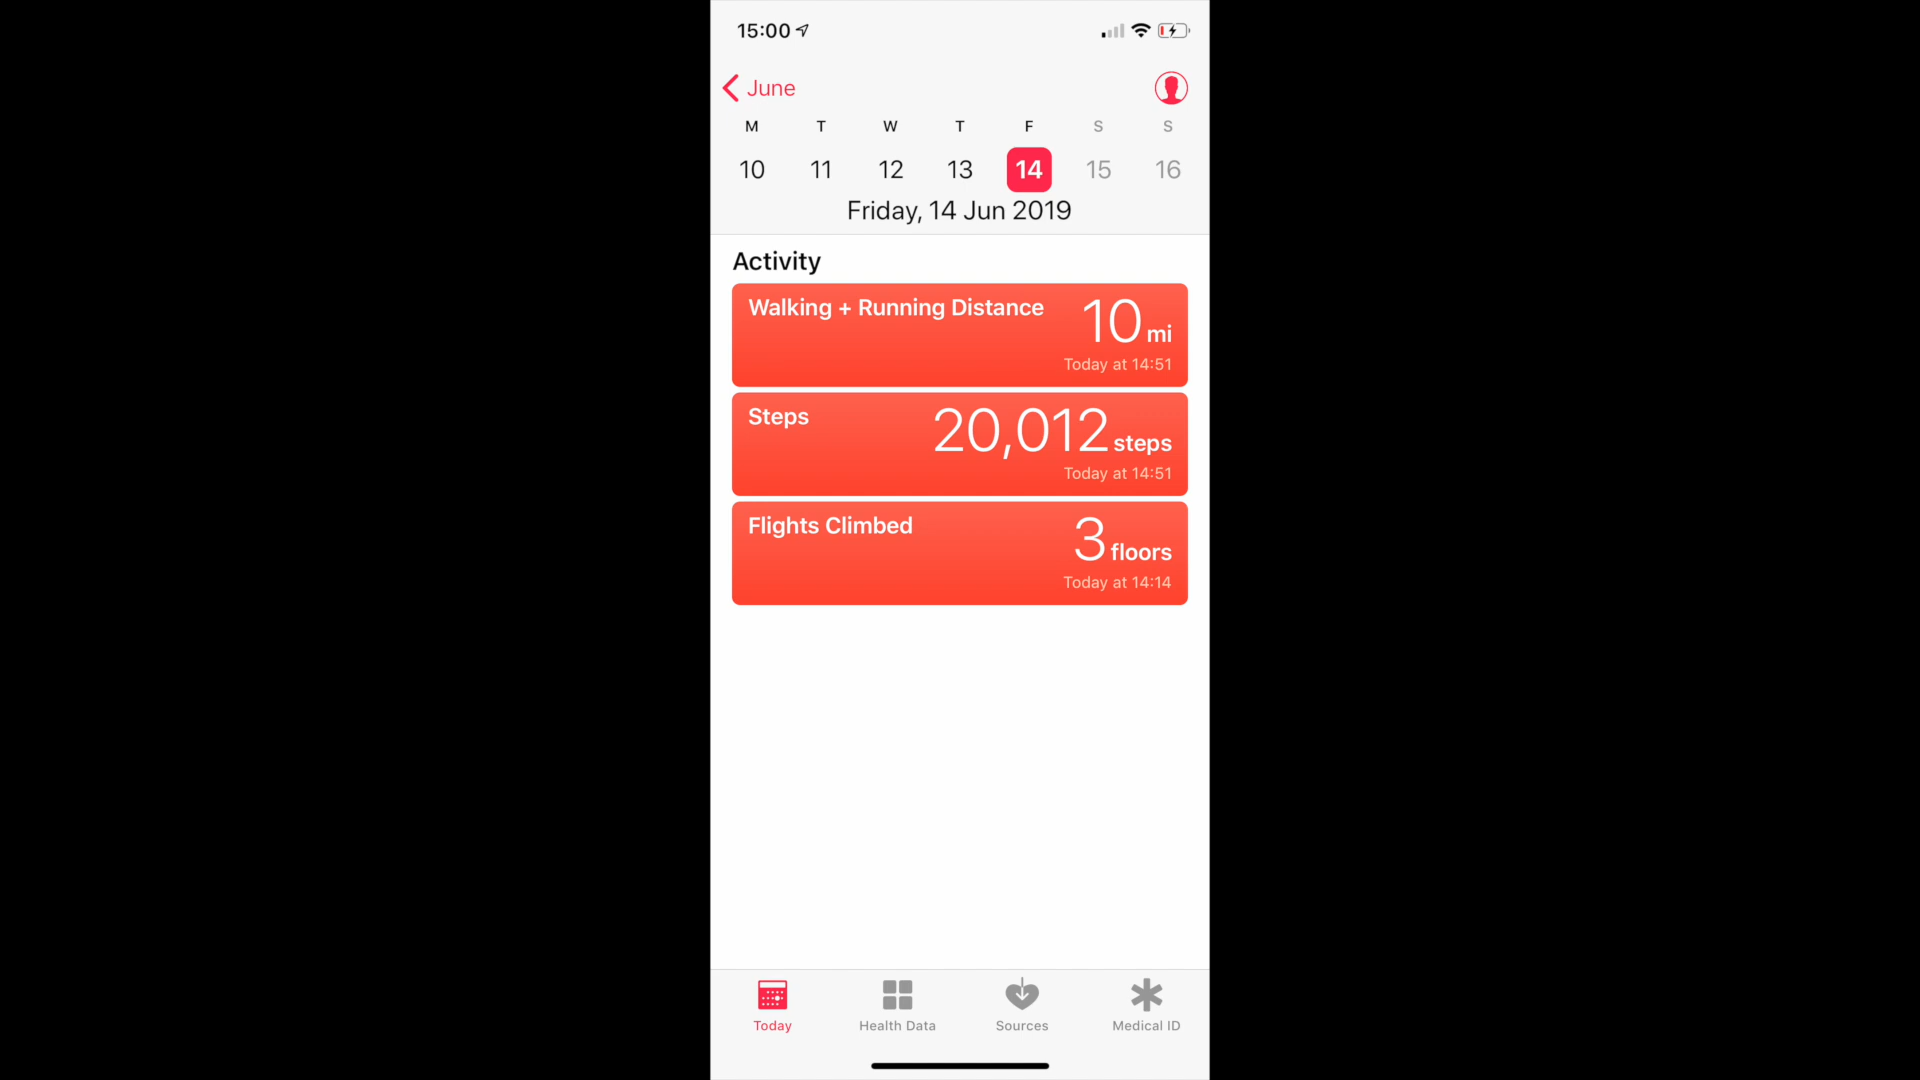 15:00
June
M T W T F S S
10 11 12 13 14 15 16
Friday, 14 Jun 2019
Activity
Walking + Running Distance 10 mi
Today at 14:51
Steps 20,012 steps
Today at 14:51
Flights Climbed 3 floors
Today at 14:14
Today Health Data Sources Medical ID